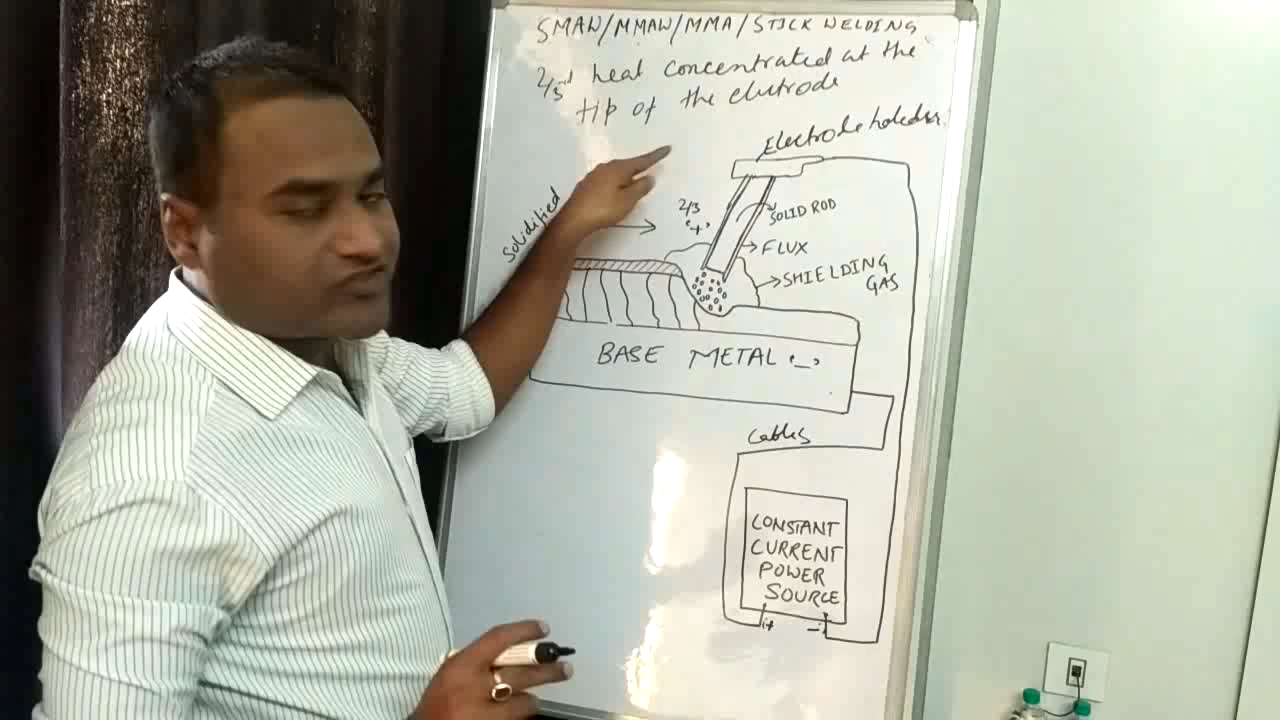 SMAW/MMAW/MMA/STICK WELDING
2/3rd heat concentrated at the
tip of the electrode
Electrode holeder
Solidified
2/3
"+"
SOLID ROD
FLUX
SHIELDING
GAS
BASE METAL "-"
Cables
CONSTANT
CURRENT
POWER
SOURCE
+
-